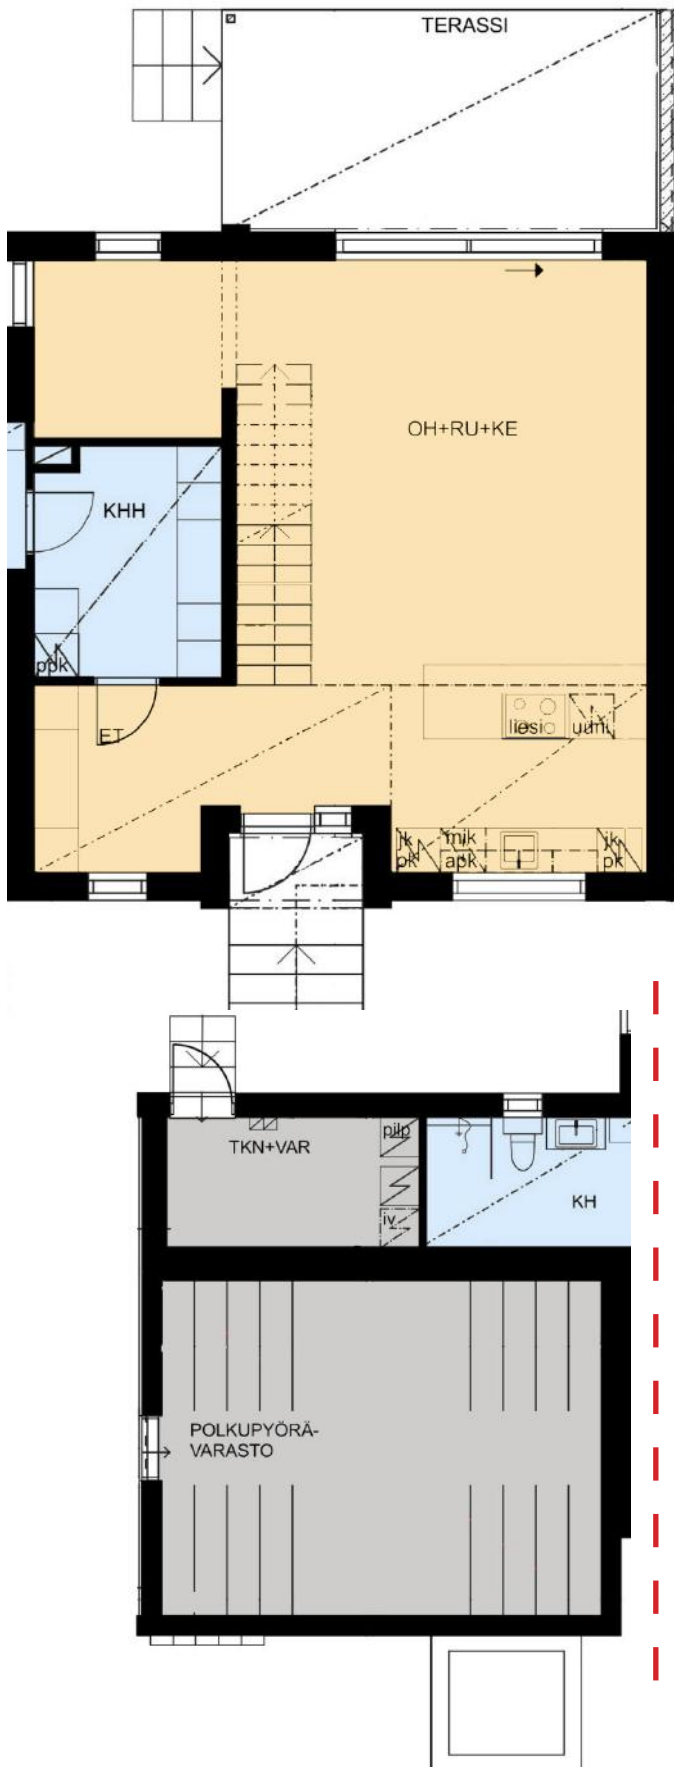 TERASSI
OH+RU+KE
KHH
ppk
liesi uuni
ET
jk mik jk
pk apk pk
pilp
TKN+VAR
KH
iv
POLKUPYÖRÄ-
VARASTO